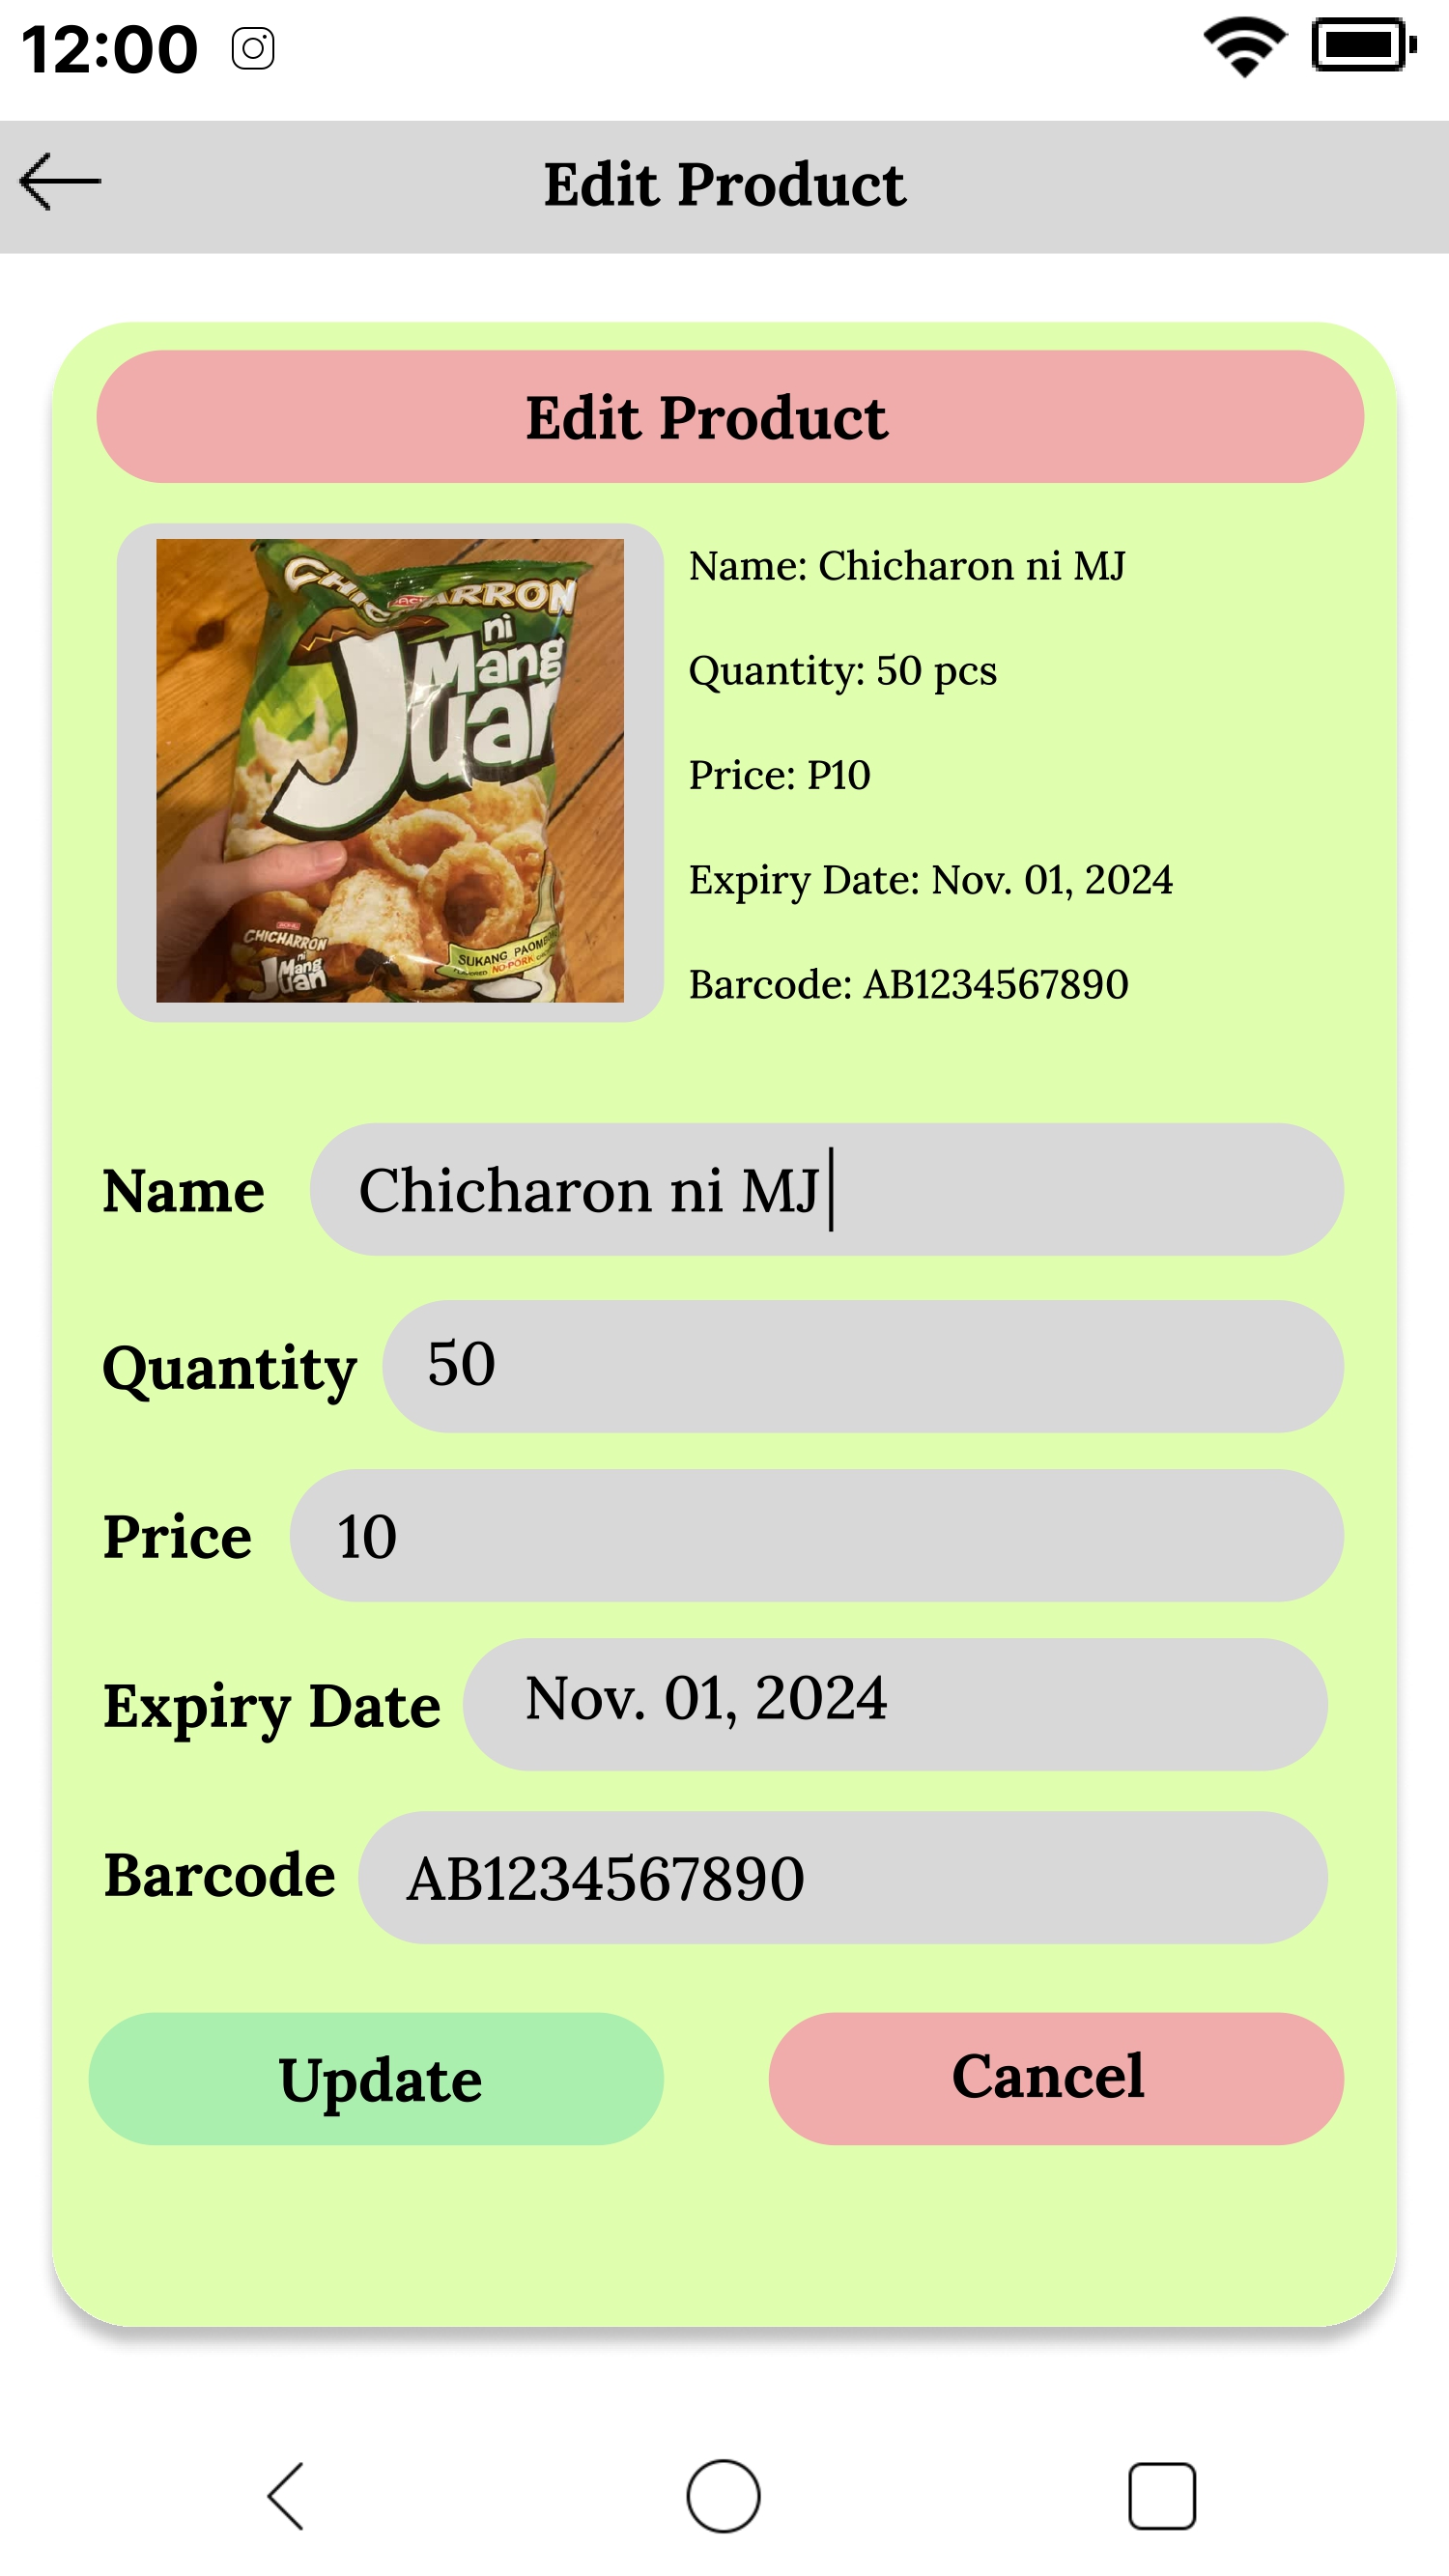 12:00
Edit Product
Edit Product
CHICHARRON
ni
Mang
Juan
CHICHARRON
ni
Mang
Juan
SUKANG PAOMBONG
NO-PORK
Name: Chicharon ni MJ
Quantity: 50 pcs
Price: P10
Expiry Date: Nov. 01, 2024
Barcode: AB1234567890
Name Chicharon ni MJ
Quantity 50
Price 10
Expiry Date Nov. 01, 2024
Barcode AB1234567890
Update Cancel